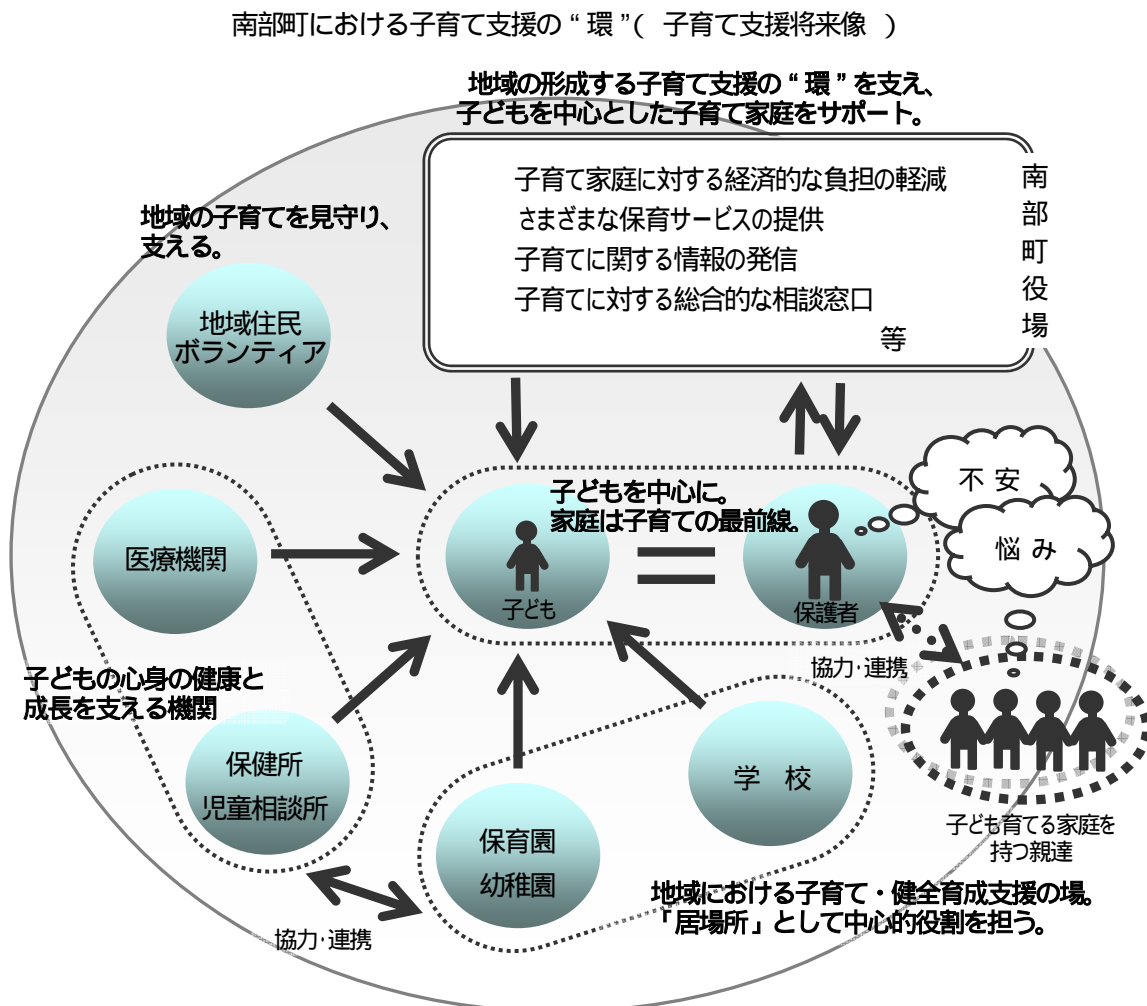 南部町における子育て支援の“環”( 子育て支援将来像 )
地域の形成する子育て支援の“環”を支え、
子どもを中心とした子育て家庭をサポート。
子育て家庭に対する経済的な負担の軽減
さまざまな保育サービスの提供
子育てに関する情報の発信
子育てに対する総合的な相談窓口
等
南部町役場
地域の子育てを見守り、
支える。
地域住民
ボランティア
不 安
悩 み
子どもを中心に。
家庭は子育ての最前線。
医療機関
子ども
保護者
協力・連携
子どもの心身の健康と
成長を支える機関
保健所
児童相談所
学 校
保育園
幼稚園
子ども育てる家庭を
持つ親達
地域における子育て・健全育成支援の場。
「居場所」として中心的役割を担う。
協力・連携